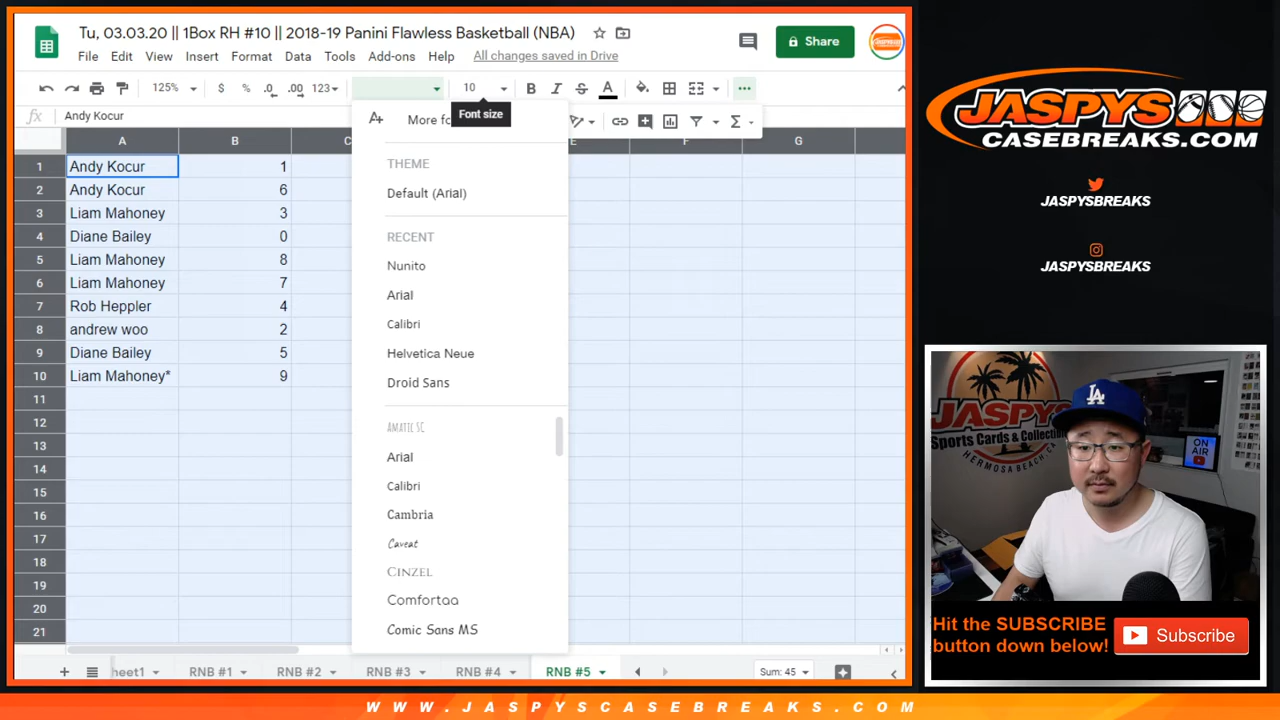 Tu, 03.03.20 || 1Box RH #10 || 2018-19 Panini Flawless Basketball (NBA)
File Edit View Insert Format Data Tools Add-ons Help All changes saved in Drive
Share
125% $ % .0 .00 123 10 B I S A
fx Andy Kocur
More fo
Font size
A B C E F G
1 Andy Kocur 1
2 Andy Kocur 6
3 Liam Mahoney 3
4 Diane Bailey 0
5 Liam Mahoney 8
6 Liam Mahoney 7
7 Rob Heppler 4
8 andrew woo 2
9 Diane Bailey 5
10 Liam Mahoney* 9
11
12
13
14
15
16
17
18
19
20
21
THEME
Default (Arial)
RECENT
Nunito
Arial
Calibri
Helvetica Neue
Droid Sans
AMATIC SC
Arial
Calibri
Cambria
Caveat
CINZEL
Comfortaa
Comic Sans MS
heet1 RNB #1 RNB #2 RNB #3 RNB #4 RNB #5 Sum: 45
JASPYS
CASEBREAKS.COM
JASPYSBREAKS
JASPYSBREAKS
JASPYS
Sports Cards & Collectibles
HERMOSA BEACH, CA
LA
ON AIR
Hit the SUBSCRIBE
button down below!
Subscribe
WWW.JASPYSCASEBREAKS.COM